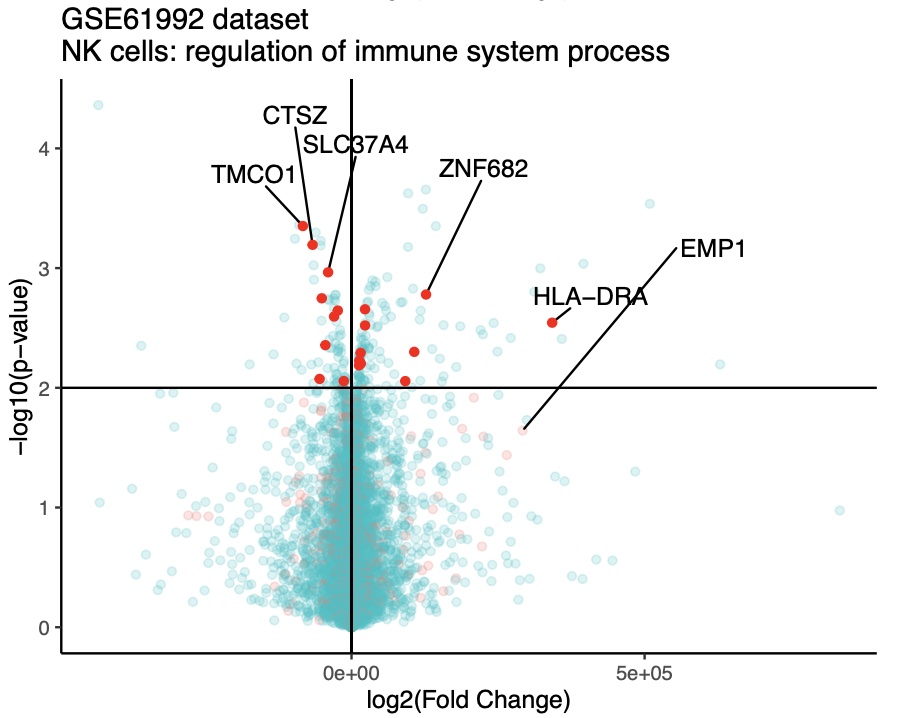 GSE61992 dataset
NK cells: regulation of immune system process
CTSZ
SLC37A4
TMCO1
ZNF682
EMP1
HLA−DRA
−log10(p−value)
4
3
2
1
0
0e+00
5e+05
log2(Fold Change)